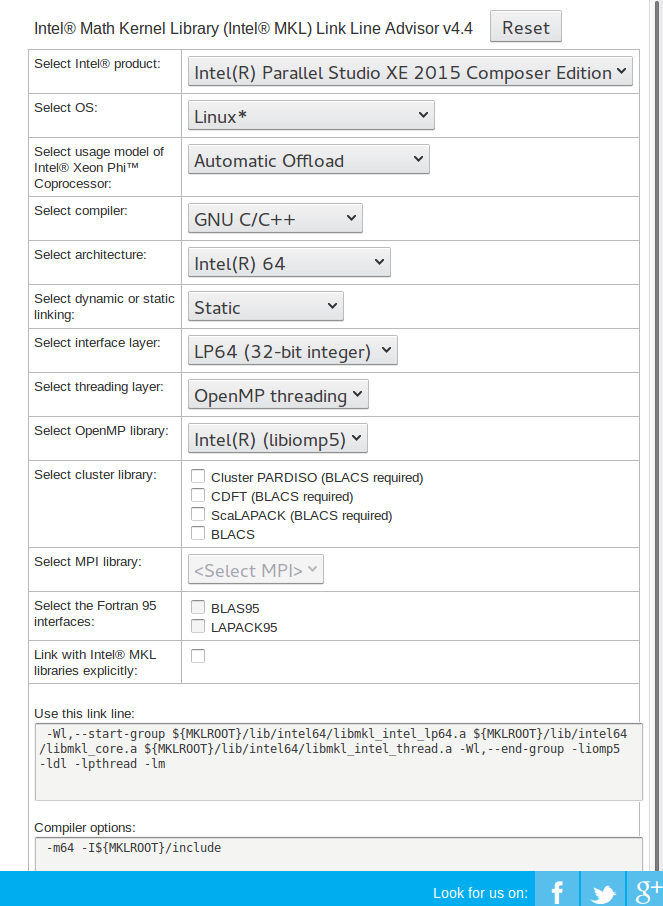 Intel® Math Kernel Library (Intel® MKL) Link Line Advisor v4.4 Reset
Select Intel® product: Intel(R) Parallel Studio XE 2015 Composer Edition
Select OS: Linux*
Select usage model of
Intel® Xeon Phi™
Coprocessor:
Automatic Offload
Select compiler: GNU C/C++
Select architecture: Intel(R) 64
Select dynamic or static
linking:
Static
Select interface layer: LP64 (32-bit integer)
Select threading layer: OpenMP threading
Select OpenMP library: Intel(R) (libiomp5)
Select cluster library:
Cluster PARDISO (BLACS required)
CDFT (BLACS required)
ScaLAPACK (BLACS required)
BLACS
Select MPI library: <Select MPI>
Select the Fortran 95
interfaces:
BLAS95
LAPACK95
Link with Intel® MKL
libraries explicitly:
Use this link line:
-Wl,--start-group ${MKLROOT}/lib/intel64/libmkl_intel_lp64.a ${MKLROOT}/lib/intel64
/libmkl_core.a ${MKLROOT}/lib/intel64/libmkl_intel_thread.a -Wl,--end-group -liomp5
-ldl -lpthread -lm
Compiler options:
-m64 -I${MKLROOT}/include
Look for us on: f g+